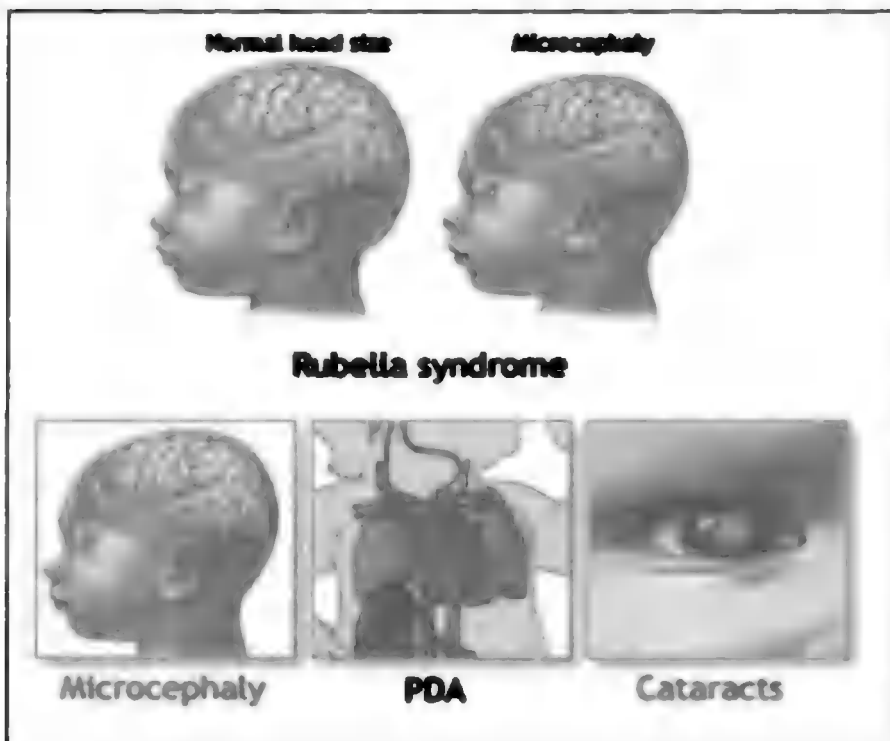 Normal head size Microcephaly
Rubella syndrome
Microcephaly PDA Cataracts